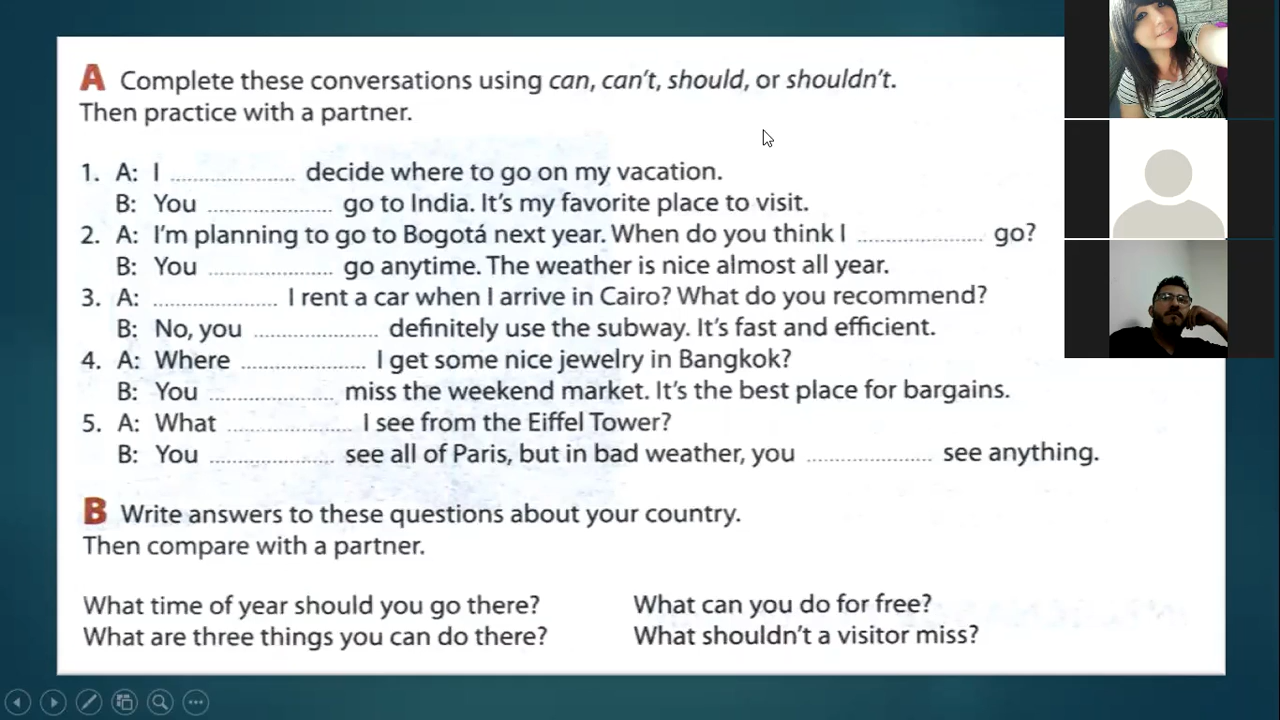 A Complete these conversations using can, can't, should, or shouldn't.
Then practice with a partner.
1. A: I .................... decide where to go on my vacation.
B: You .................... go to India. It's my favorite place to visit.
2. A: I'm planning to go to Bogotá next year. When do you think I .................... go?
B: You .................... go anytime. The weather is nice almost all year.
3. A: .................... I rent a car when I arrive in Cairo? What do you recommend?
B: No, you .................... definitely use the subway. It's fast and efficient.
4. A: Where .................... I get some nice jewelry in Bangkok?
B: You .................... miss the weekend market. It's the best place for bargains.
5. A: What .................... I see from the Eiffel Tower?
B: You .................... see all of Paris, but in bad weather, you .................... see anything.
B Write answers to these questions about your country.
Then compare with a partner.
What time of year should you go there?
What are three things you can do there?
What can you do for free?
What shouldn't a visitor miss?